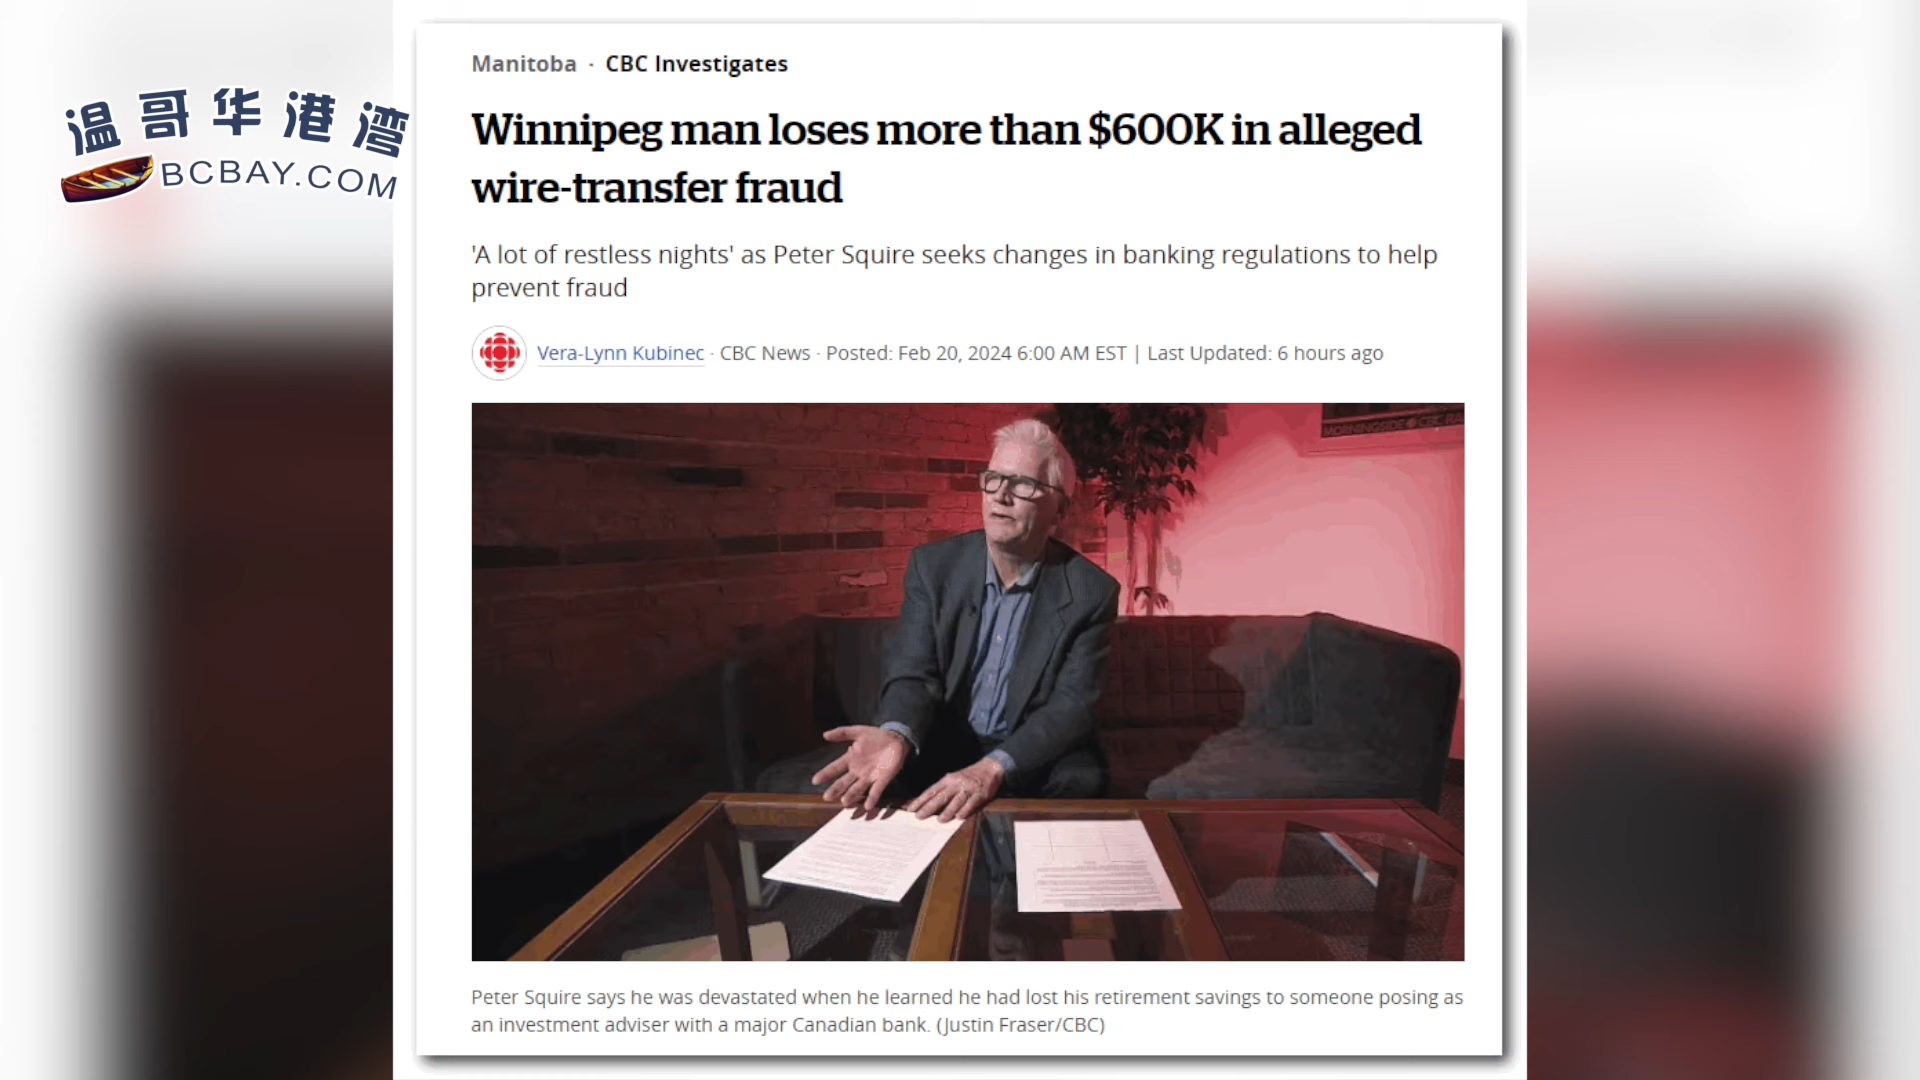 温哥华港湾
BCBAY.COM
Manitoba · CBC Investigates
Winnipeg man loses more than $600K in alleged
wire-transfer fraud
'A lot of restless nights' as Peter Squire seeks changes in banking regulations to help
prevent fraud
Vera-Lynn Kubinec · CBC News · Posted: Feb 20, 2024 6:00 AM EST | Last Updated: 6 hours ago
MORNINGSIDE CBC RA
Peter Squire says he was devastated when he learned he had lost his retirement savings to someone posing as
an investment adviser with a major Canadian bank. (Justin Fraser/CBC)